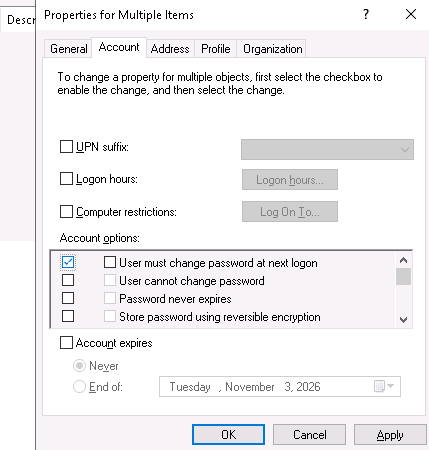 Descr
Properties for Multiple Items
?
General Account Address Profile Organization
To change a property for multiple objects, first select the checkbox to
enable the change, and then select the change.
UPN suffix:
Logon hours: Logon hours...
Computer restrictions: Log On To...
Account options:
User must change password at next logon
User cannot change password
Password never expires
Store password using reversible encryption
Account expires
Never
End of: Tuesday , November 3, 2026
OK Cancel Apply